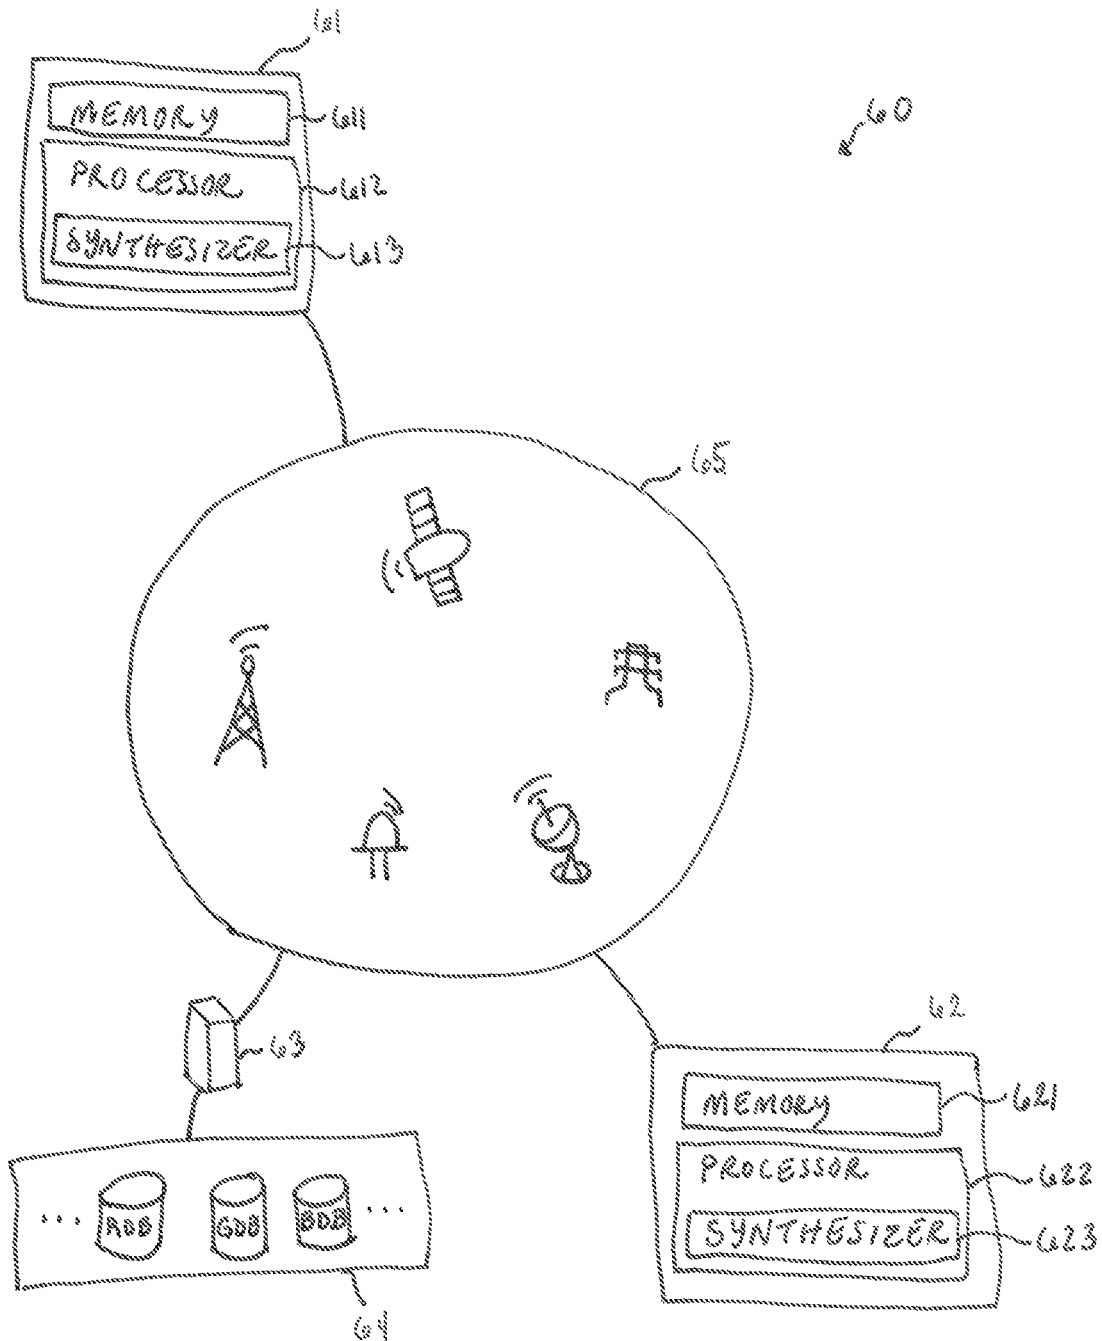 61
MEMORY
611
60
PROCESSOR
612
SYNTHESIZER
613
65
62
63
MEMORY
621
PROCESSOR
622
... RDB GDB BDB ...
SYNTHESIZER
623
64